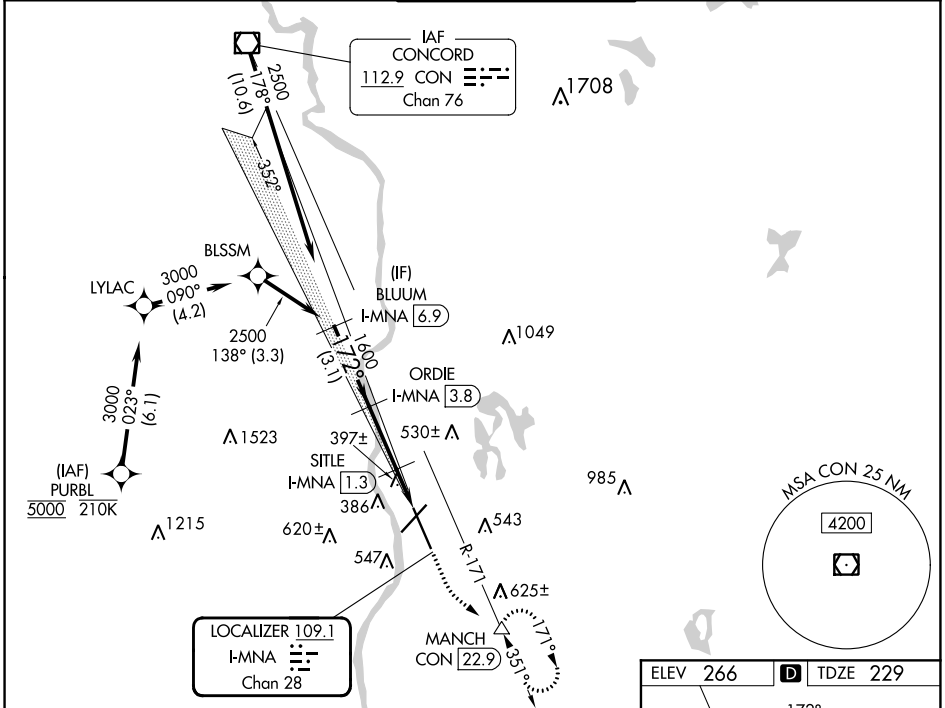 IAF
CONCORD
112.9 CON
Chan 76
1708
2500
178°
(10.6)
352°
BLSSM
LYLAC
3000
090°
(4.2)
(IF)
BLUUM
I-MNA 6.9
2500
138° (3.3)
1600
172°
(3.1)
1049
ORDIE
I-MNA 3.8
3000
023°
(6.1)
1523
397±
530±
SITLE
I-MNA 1.3
(IAF)
PURBL
5000 210K
985
MSA CON 25 NM
4200
386
1215
620±
543
547
R-171
625±
LOCALIZER 109.1
I-MNA
Chan 28
MANCH
CON 22.9
171°
351°
ELEV 266 D TDZE 229